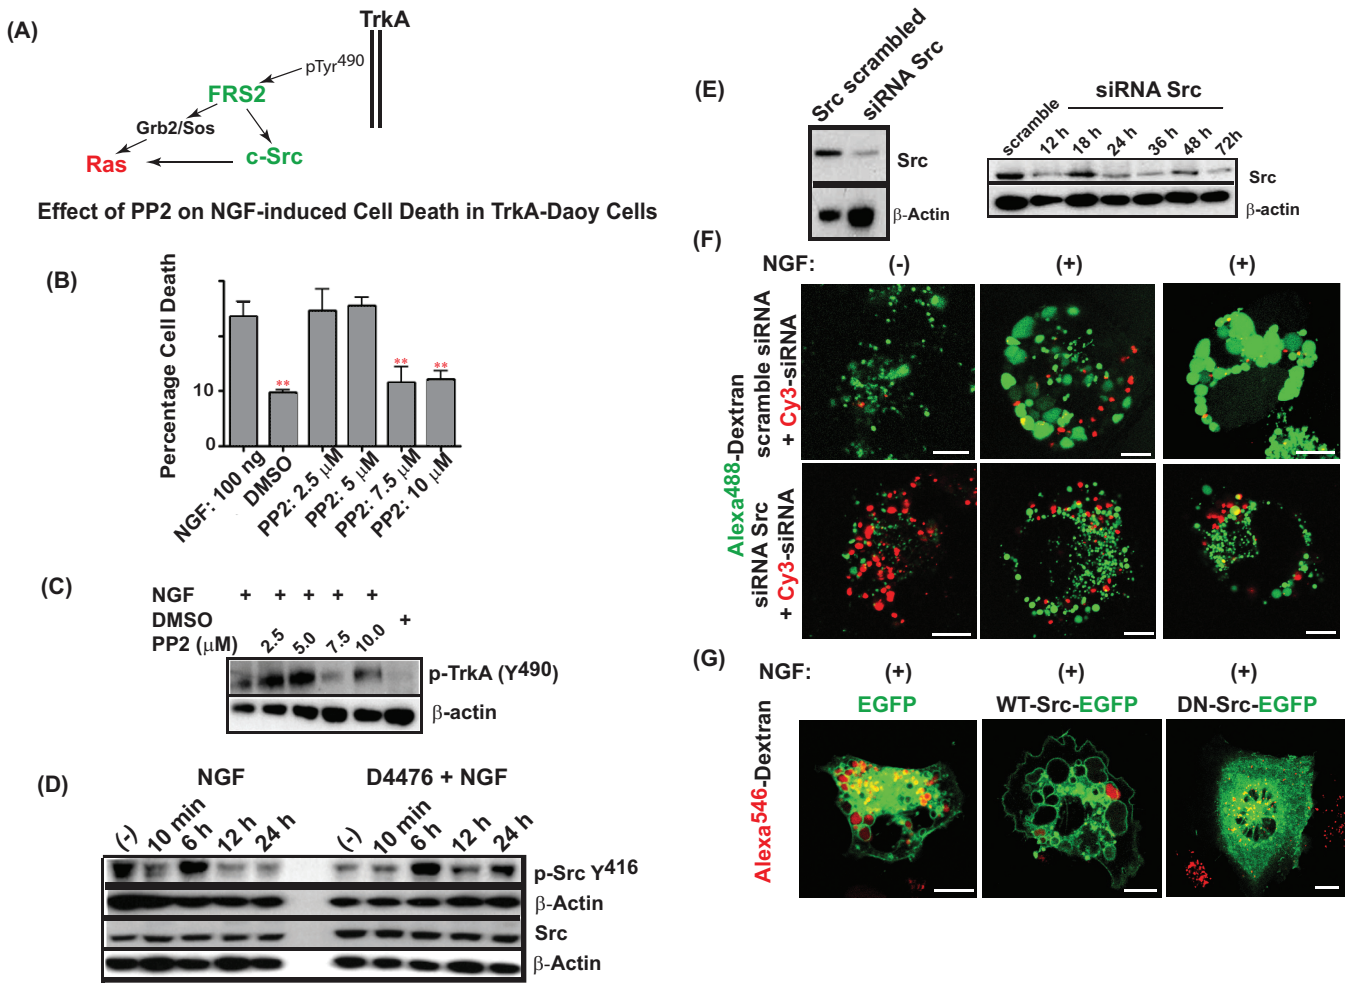 (A)
TrkA
pTyr490
FRS2
Grb2/Sos
Ras
c-Src
Effect of PP2 on NGF-induced Cell Death in TrkA-Daoy Cells
(B)
Percentage Cell Death
10
0
**
**
**
NGF: 100 ng
DMSO
PP2: 2.5 μM
PP2: 5 μM
PP2: 7.5 μM
PP2: 10 μM
(C)
NGF + + + + +
DMSO +
PP2 (μM) 2.5 5.0 7.5 10.0
p-TrkA (Y490)
β-actin
(D)
NGF
D4476 + NGF
(-) 10 min 6 h 12 h 24 h
(-) 10 min 6 h 12 h 24 h
p-Src Y416
β-Actin
Src
β-Actin
(E)
Src scrambled
siRNA Src
Src
β-Actin
siRNA Src
scramble 12 h 18 h 24 h 36 h 48 h 72h
Src
β-actin
(F)
NGF: (-) (+) (+)
Alexa488-Dextran
scramble siRNA
+ Cy3-siRNA
siRNA Src
+ Cy3-siRNA
(G)
NGF: (+) (+) (+)
EGFP WT-Src-EGFP DN-Src-EGFP
Alexa546-Dextran